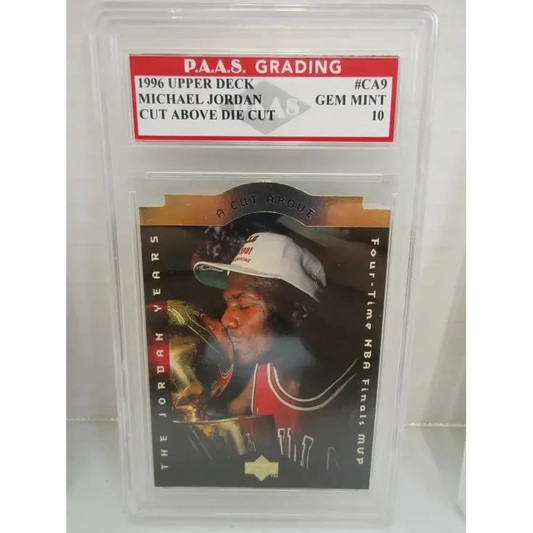 P.A.A.S. GRADING
1996 UPPER DECK #CA9
MICHAEL JORDAN GEM MINT
CUT ABOVE DIE CUT 10
A CUT ABOVE
THE JORDAN YEARS
Four-Time NBA Finals MVP